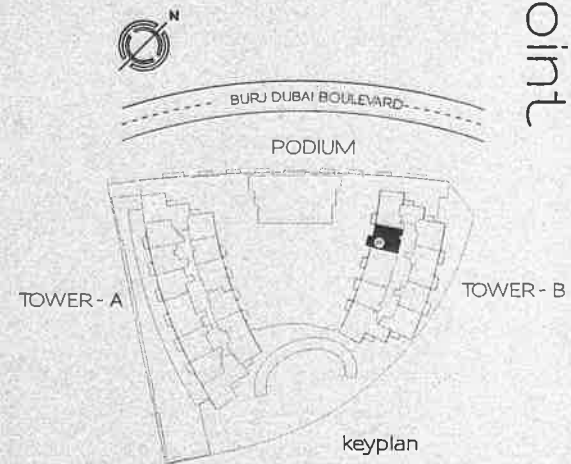 N
oint
BURJ DUBAI BOULEVARD
PODIUM
TOWER - A
TOWER - B
keyplan